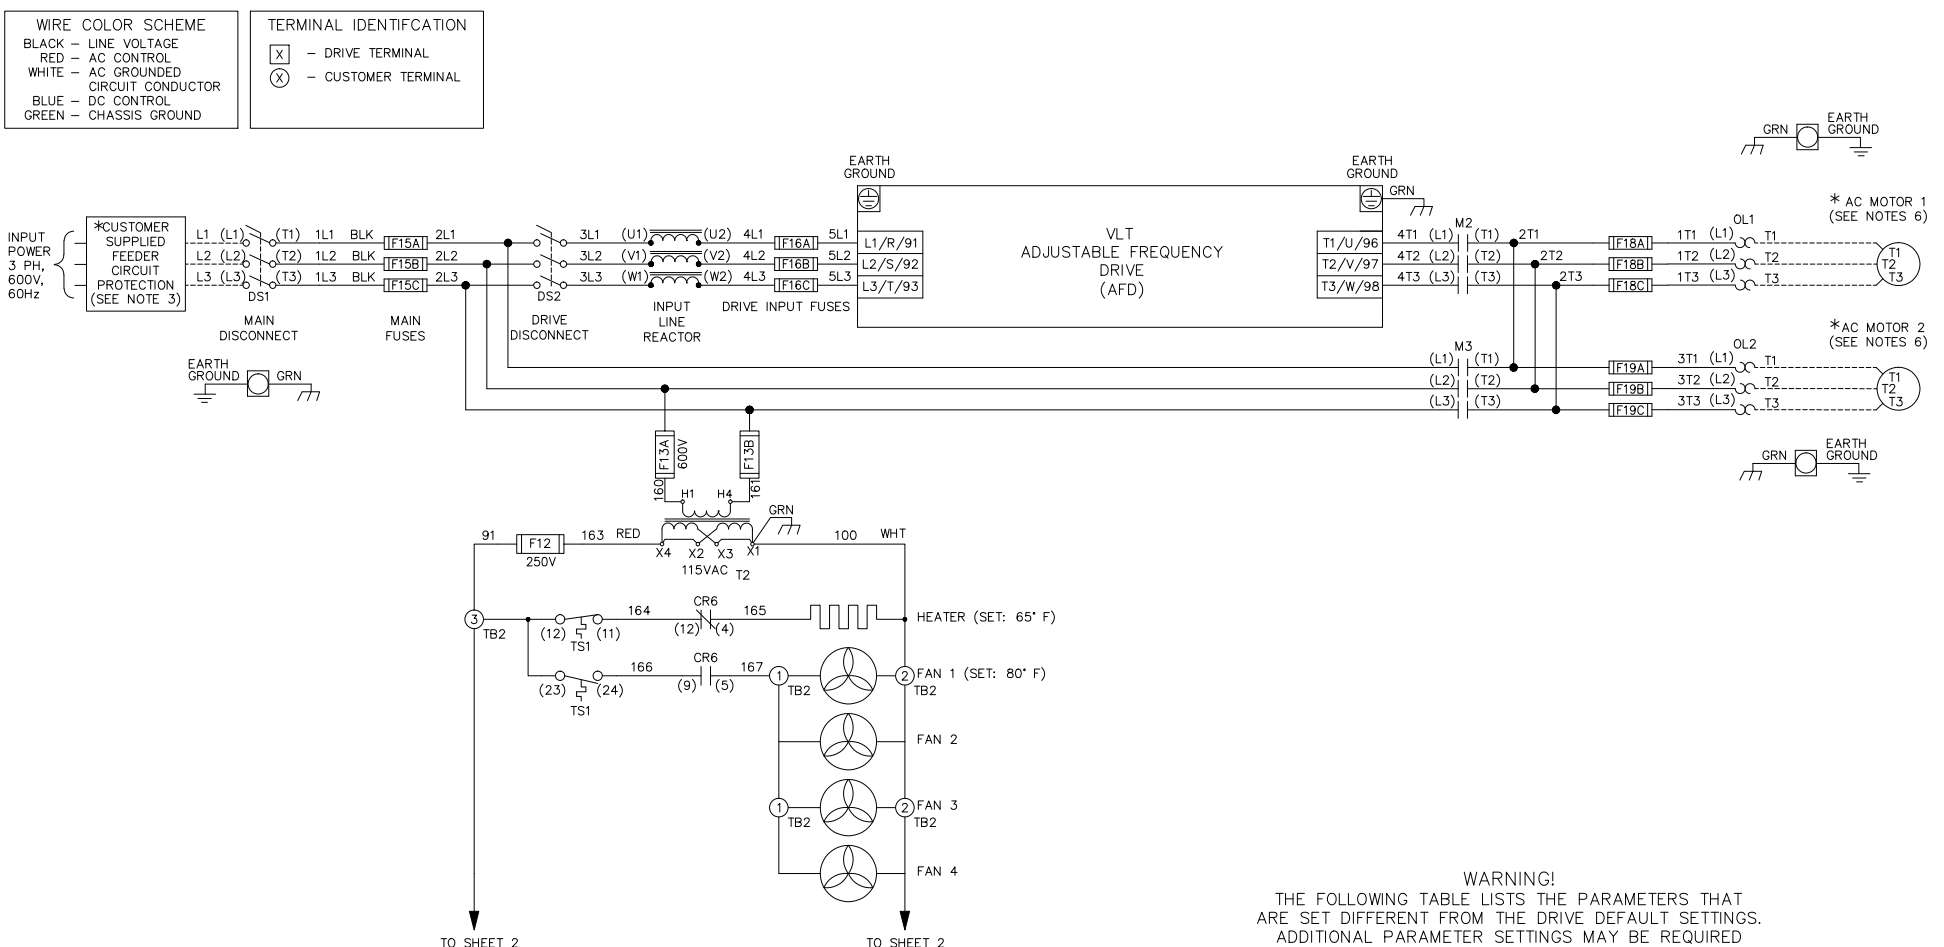 WIRE COLOR SCHEME
BLACK – LINE VOLTAGE
RED – AC CONTROL
WHITE – AC GROUNDED
CIRCUIT CONDUCTOR
BLUE – DC CONTROL
GREEN – CHASSIS GROUND
TERMINAL IDENTIFCATION
X – DRIVE TERMINAL
X – CUSTOMER TERMINAL
GRN
EARTH
GROUND
INPUT
POWER
3 PH,
600V,
60Hz
*CUSTOMER
SUPPLIED
FEEDER
CIRCUIT
PROTECTION
(SEE NOTE 3)
L1 (L1) (T1) 1L1 BLK F15A 2L1
L2 (L2) (T2) 1L2 BLK F15B 2L2
L3 (L3) (T3) 1L3 BLK F15C 2L3
DS1
MAIN
DISCONNECT
MAIN
FUSES
3L1 (U1) (U2) 4L1 F16A 5L1
3L2 (V1) (V2) 4L2 F16B 5L2
3L3 (W1) (W2) 4L3 F16C 5L3
DS2
DRIVE
DISCONNECT
INPUT
LINE
REACTOR
DRIVE INPUT FUSES
EARTH
GROUND
L1/R/91
L2/S/92
L3/T/93
VLT
ADJUSTABLE FREQUENCY
DRIVE
(AFD)
EARTH
GROUND
GRN
T1/U/96
T2/V/97
T3/W/98
M2
4T1 (L1) (T1) 2T1 F18A 1T1 (L1) T1
4T2 (L2) (T2) 2T2 F18B 1T2 (L2) T2
4T3 (L3) (T3) 2T3 F18C 1T3 (L3) T3
OL1
* AC MOTOR 1
(SEE NOTES 6)
T1
T2
T3
M3
(L1) (T1) F19A 3T1 (L1) T1
(L2) (T2) F19B 3T2 (L2) T2
(L3) (T3) F19C 3T3 (L3) T3
OL2
*AC MOTOR 2
(SEE NOTES 6)
T1
T2
T3
EARTH
GROUND
GRN
GRN
EARTH
GROUND
F13A
600V
F13B
160
161
H1 H4
GRN
91 F12 163 RED
250V
X4 X2 X3 X1
115VAC T2
100 WHT
3
TB2
(12) (11)
TS1
164
CR6
(12) (4)
165
HEATER (SET: 65° F)
(23) (24)
TS1
166
CR6
(9) (5)
167
1
TB2
2
TB2
FAN 1 (SET: 80° F)
FAN 2
1
TB2
2
TB2
FAN 3
FAN 4
TO SHEET 2
TO SHEET 2
WARNING!
THE FOLLOWING TABLE LISTS THE PARAMETERS THAT
ARE SET DIFFERENT FROM THE DRIVE DEFAULT SETTINGS.
ADDITIONAL PARAMETER SETTINGS MAY BE REQUIRED